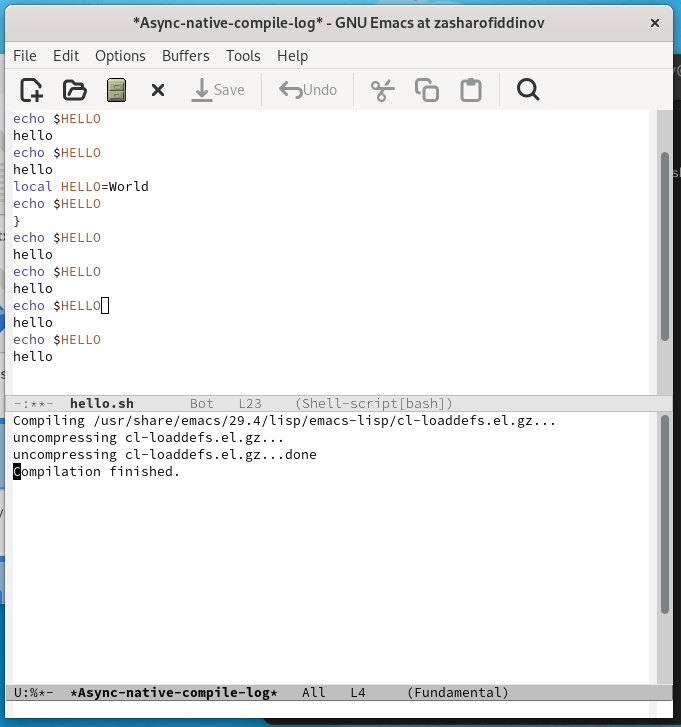 *Async-native-compile-log* - GNU Emacs at zasharofiddinov
File Edit Options Buffers Tools Help
Save Undo
echo $HELLO
hello
echo $HELLO
hello
local HELLO=World
echo $HELLO
}
echo $HELLO
hello
echo $HELLO
hello
echo $HELLO
hello
echo $HELLO
hello
-:**- hello.sh Bot L23 (Shell-script[bash])
Compiling /usr/share/emacs/29.4/lisp/emacs-lisp/cl-loaddefs.el.gz...
uncompressing cl-loaddefs.el.gz...
uncompressing cl-loaddefs.el.gz...done
Compilation finished.
U:%*- *Async-native-compile-log* All L4 (Fundamental)